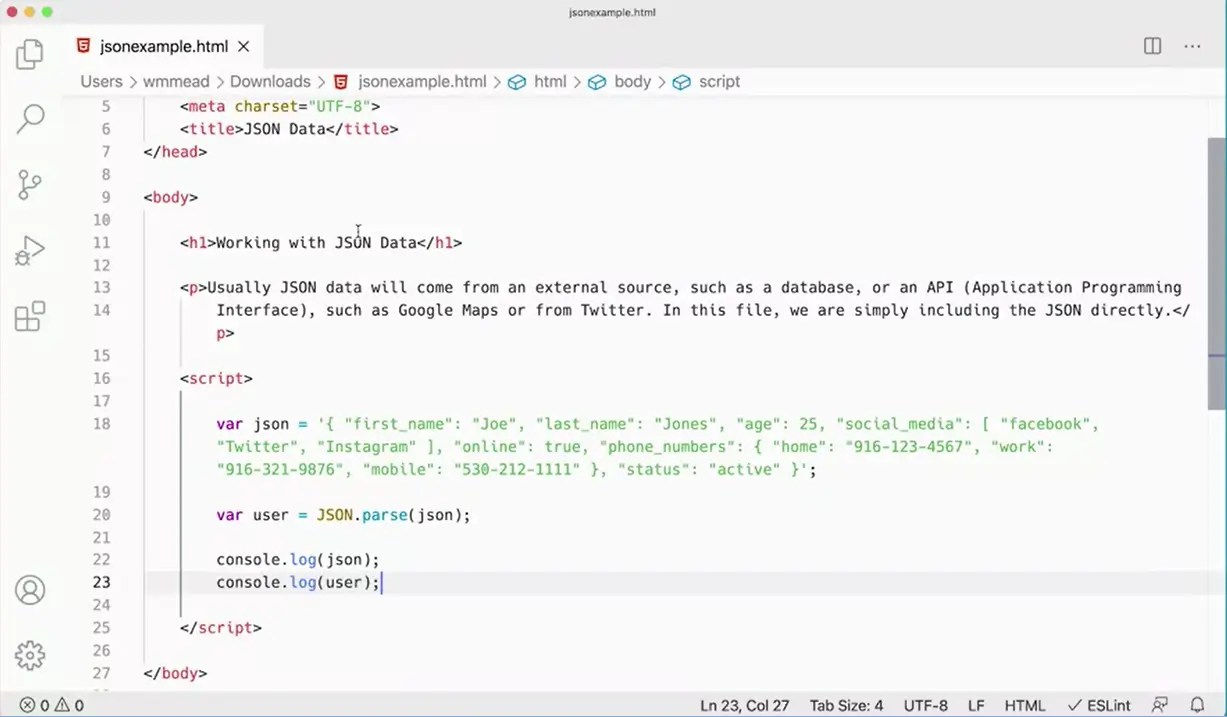 jsonexample.html
jsonexample.html
Users > wmmead > Downloads > jsonexample.html > html > body > script
5 <meta charset="UTF-8">
6 <title>JSON Data</title>
7 </head>
8
9 <body>
10
11 <h1>Working with JSON Data</h1>
12
13 <p>Usually JSON data will come from an external source, such as a database, or an API (Application Programming
14 Interface), such as Google Maps or from Twitter. In this file, we are simply including the JSON directly.</
p>
15
16 <script>
17
18 var json = '{ "first_name": "Joe", "last_name": "Jones", "age": 25, "social_media": [ "facebook",
"Twitter", "Instagram" ], "online": true, "phone_numbers": { "home": "916-123-4567", "work":
"916-321-9876", "mobile": "530-212-1111" }, "status": "active" }';
19
20 var user = JSON.parse(json);
21
22 console.log(json);
23 console.log(user);
24
25 </script>
26
27 </body>
0 0 Ln 23, Col 27 Tab Size: 4 UTF-8 LF HTML ESLint